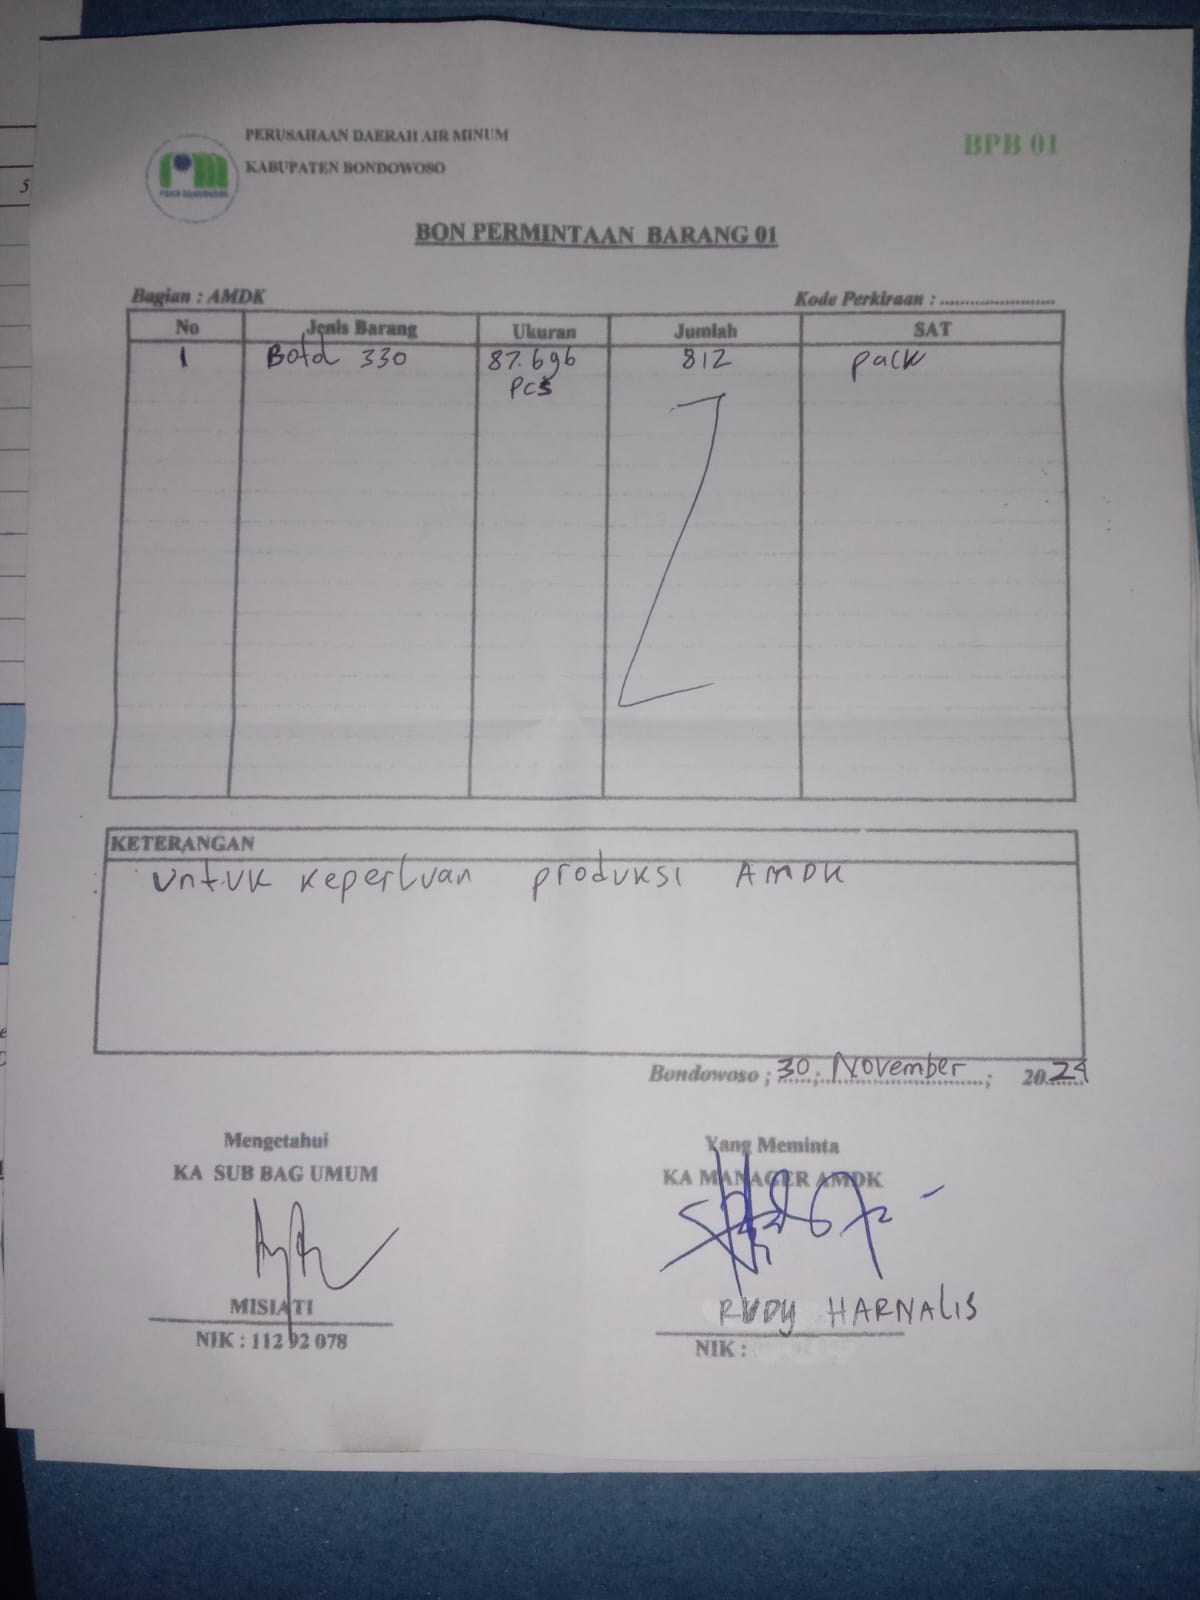 PERUSAHAAN DAERAH AIR MINUM
KABUPATEN BONDOWOSO
BPB 01
BON PERMINTAAN BARANG 01
Bagian : AMDK
Kode Perkiraan : ........................
No Jenis Barang Ukuran Jumlah SAT
1 Botol 330 87.696 812 pack
pcs
KETERANGAN
untuk keperluan produksi AMDK
Bondowoso ; 30, November ; 2024
Mengetahui
KA SUB BAG UMUM
MISIATI
NIK : 112 92 078
Yang Meminta
KA MANAGER AMDK
RUDY HARNALIS
NIK :
5